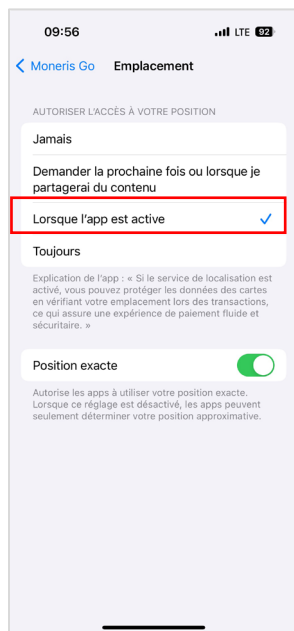 09:56
LTE 92
Moneris Go Emplacement
AUTORISER L'ACCÈS À VOTRE POSITION
Jamais
Demander la prochaine fois ou lorsque je
partagerai du contenu
Lorsque l'app est active
Toujours
Explication de l'app : « Si le service de localisation est
activé, vous pouvez protéger les données des cartes
en vérifiant votre emplacement lors des transactions,
ce qui assure une expérience de paiement fluide et
sécuritaire. »
Position exacte
Autorise les apps à utiliser votre position exacte.
Lorsque ce réglage est désactivé, les apps peuvent
seulement déterminer votre position approximative.